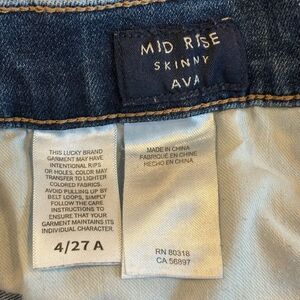 MID RISE
SKINNY
AVA
THIS LUCKY BRAND
GARMENT MAY HAVE
INTENTIONAL RIPS
OR HOLES. COLOR MAY
TRANSFER TO LIGHTER
COLORED FABRICS.
AVOID PULLING UP BY
BELT LOOPS, SIMPLY
FOLLOW THE CARE
INSTRUCTIONS TO
ENSURE THAT YOUR
GARMENT MAINTAINS ITS
INDIVIDUAL CHARACTER.
4/27 A
MADE IN CHINA
FABRIQUÉ EN CHINE
HECHO EN CHINA
RN 80318
CA 56897